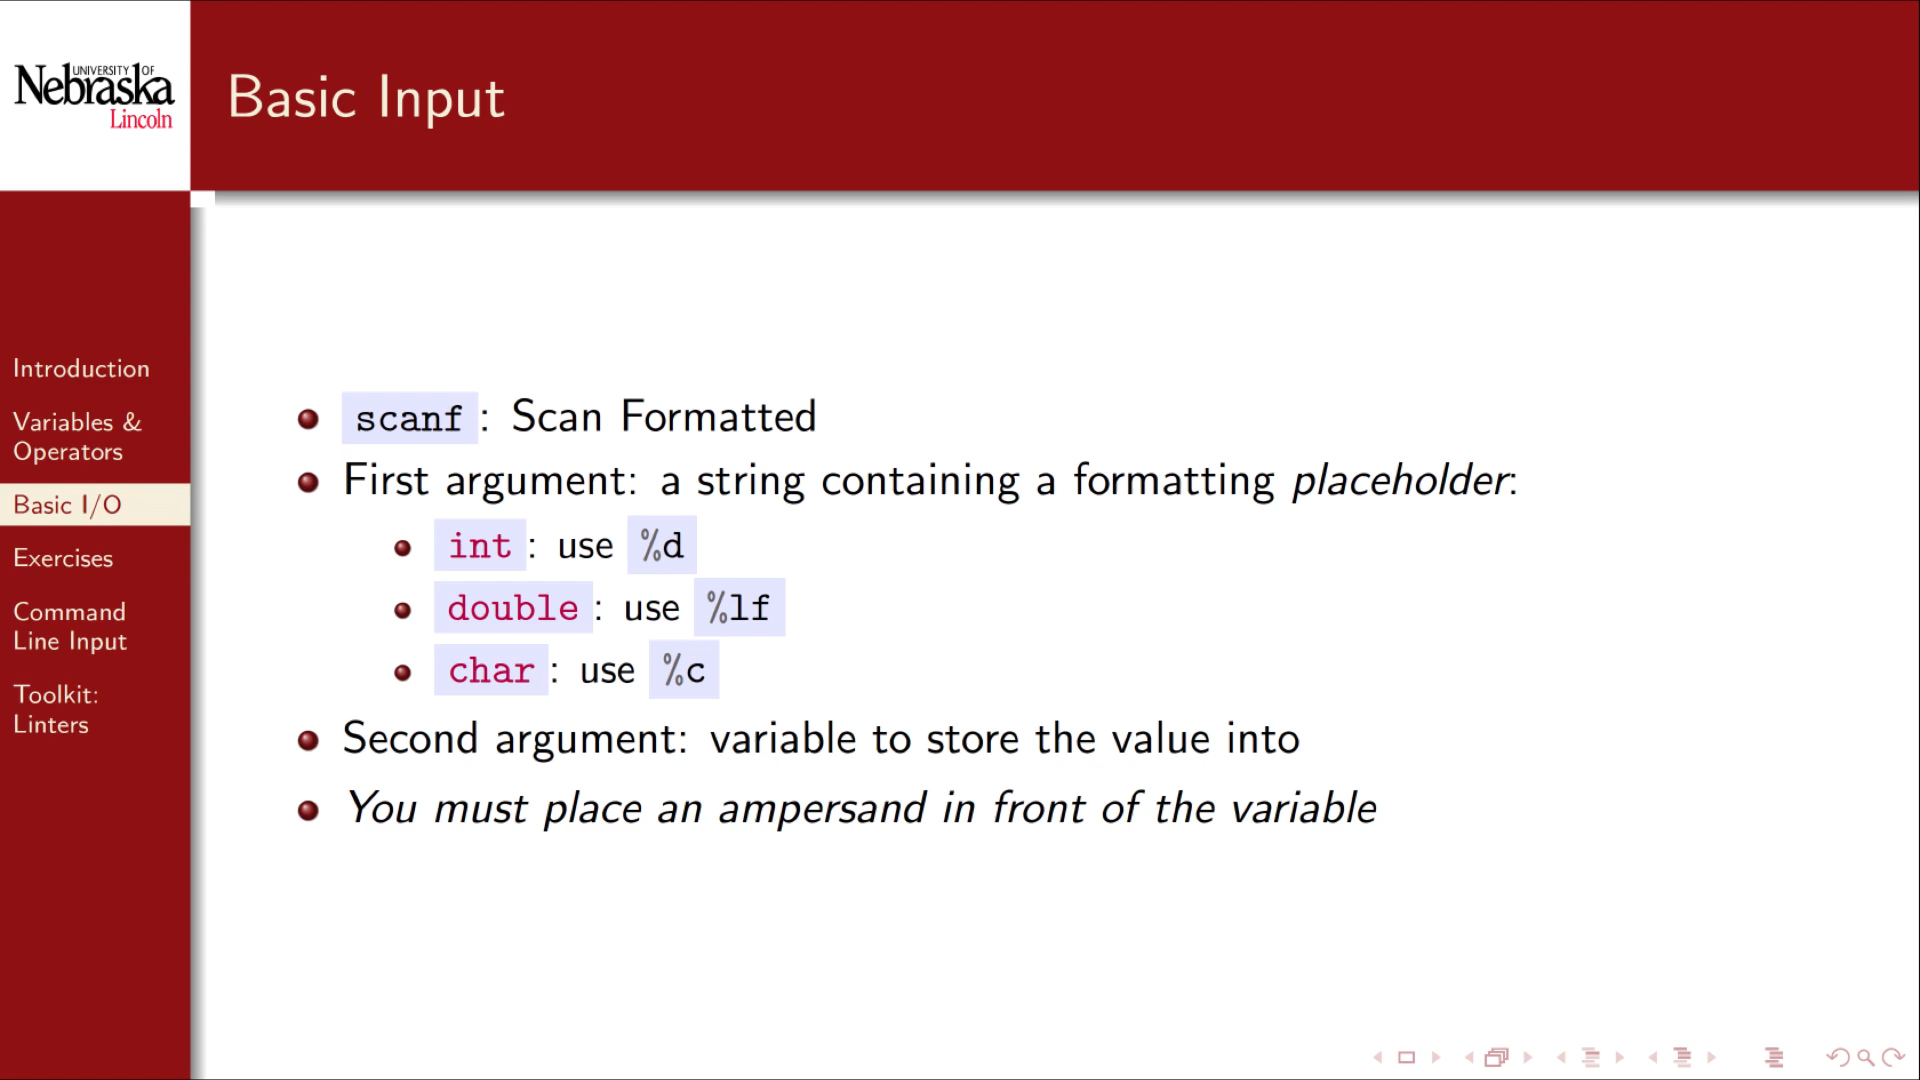 UNIVERSITY OF
Nebraska
Lincoln
Basic Input
Introduction
Variables &
Operators
Basic I/O
Exercises
Command
Line Input
Toolkit:
Linters
scanf : Scan Formatted
First argument: a string containing a formatting placeholder:
int : use %d
double : use %lf
char : use %c
Second argument: variable to store the value into
You must place an ampersand in front of the variable